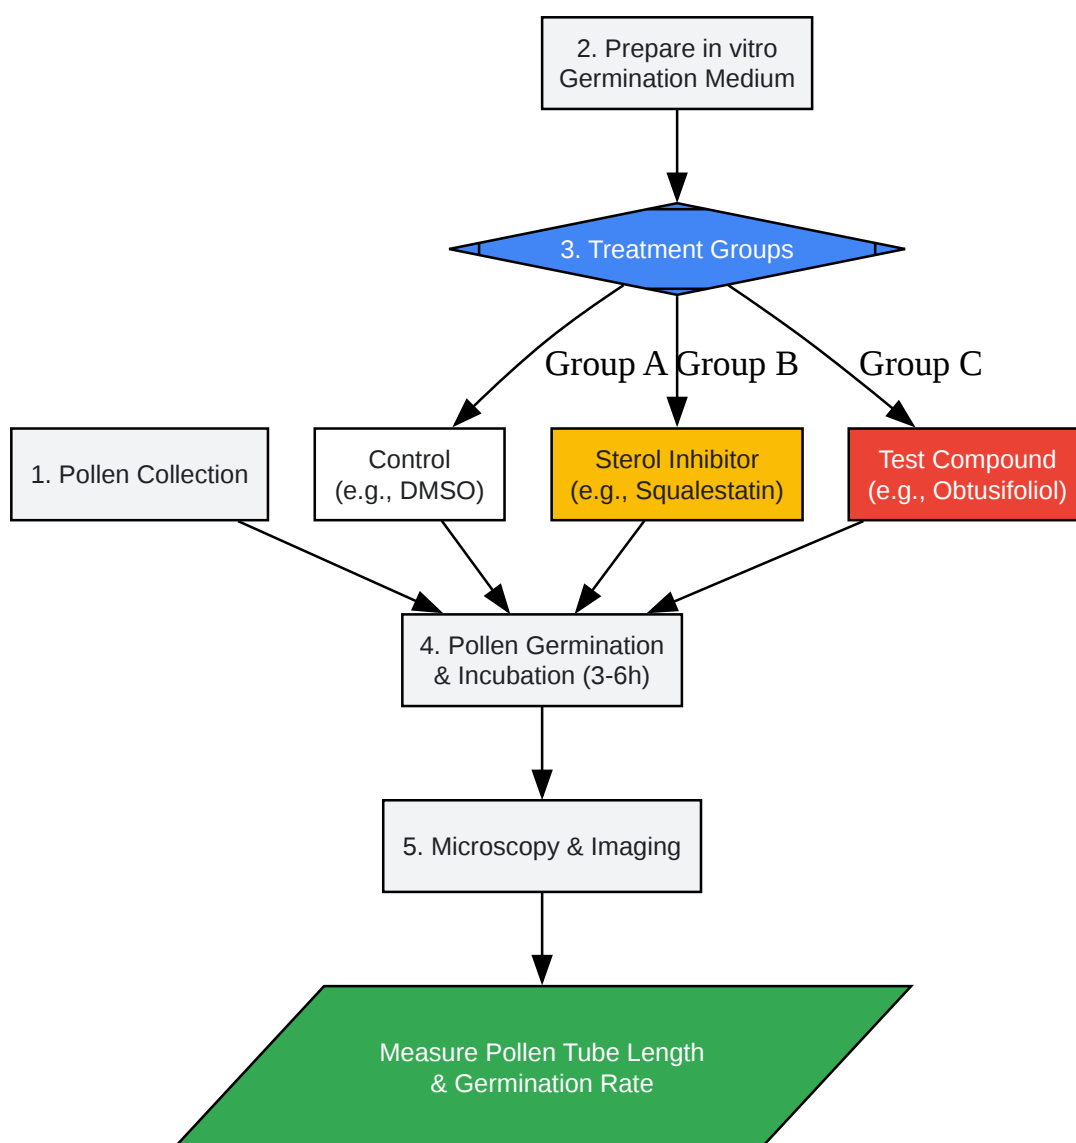 2. Prepare in vitro
Germination Medium
3. Treatment Groups
Group A
Group B
Group C
1. Pollen Collection
Control
(e.g., DMSO)
Sterol Inhibitor
(e.g., Squalestatin)
Test Compound
(e.g., Obtusifoliol)
4. Pollen Germination
& Incubation (3-6h)
5. Microscopy & Imaging
Measure Pollen Tube Length
& Germination Rate